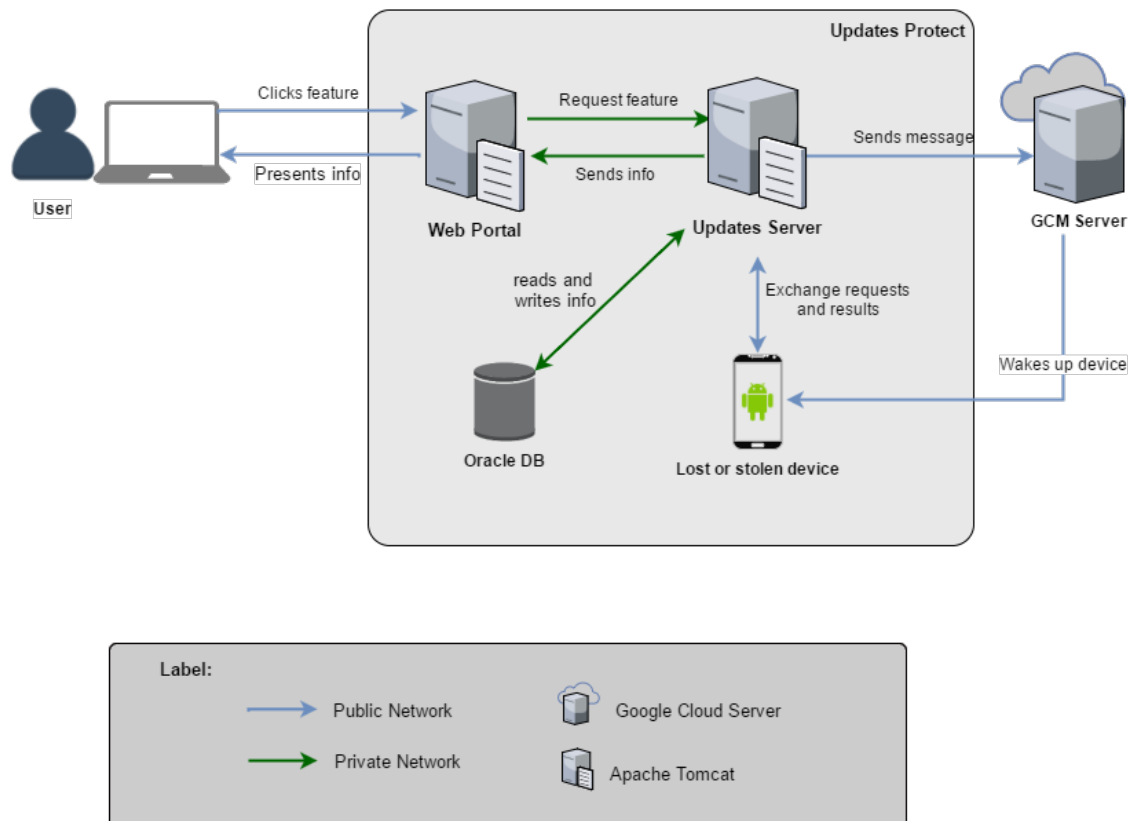 Updates Protect
Clicks feature
Request feature
Sends message
Presents info
Sends info
User
Web Portal
Updates Server
GCM Server
reads and
writes info
Exchange requests
and results
Wakes up device
Oracle DB
Lost or stolen device
Label:
Public Network
Google Cloud Server
Private Network
Apache Tomcat